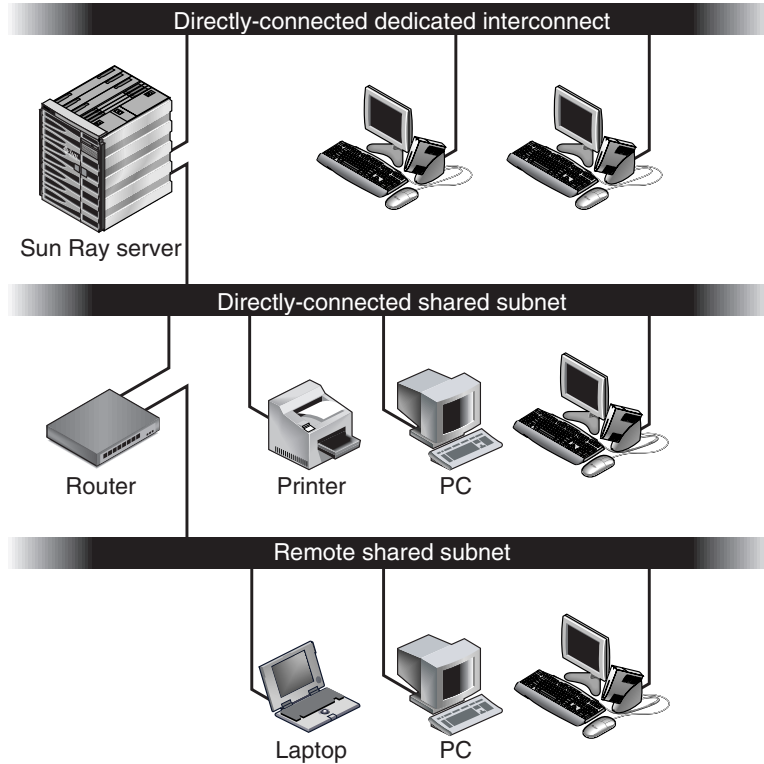 Directly-connected dedicated interconnect
Sun Ray server
Directly-connected shared subnet
Router
Printer
PC
Remote shared subnet
Laptop
PC